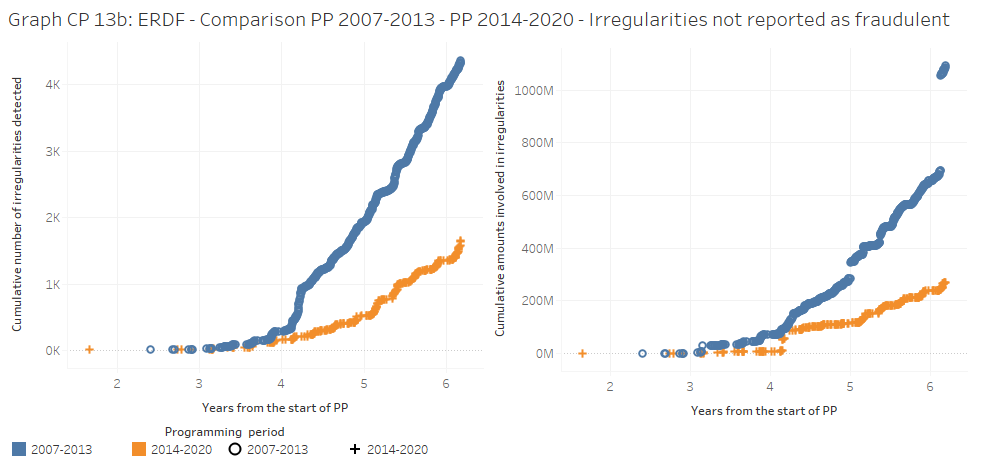 Graph CP 13b: ERDF - Comparison PP 2007-2013 - PP 2014-2020 - Irregularities not reported as fraudulent
Cumulative number of irregularities detected
4K
3K
2K
1K
0K
2 3 4 5 6
Years from the start of PP
Cumulative amounts involved in irregularities
1000M
800M
600M
400M
200M
0M
2 3 4 5 6
Years from the start of PP
Programming period
2007-2013 2014-2020 2007-2013 2014-2020